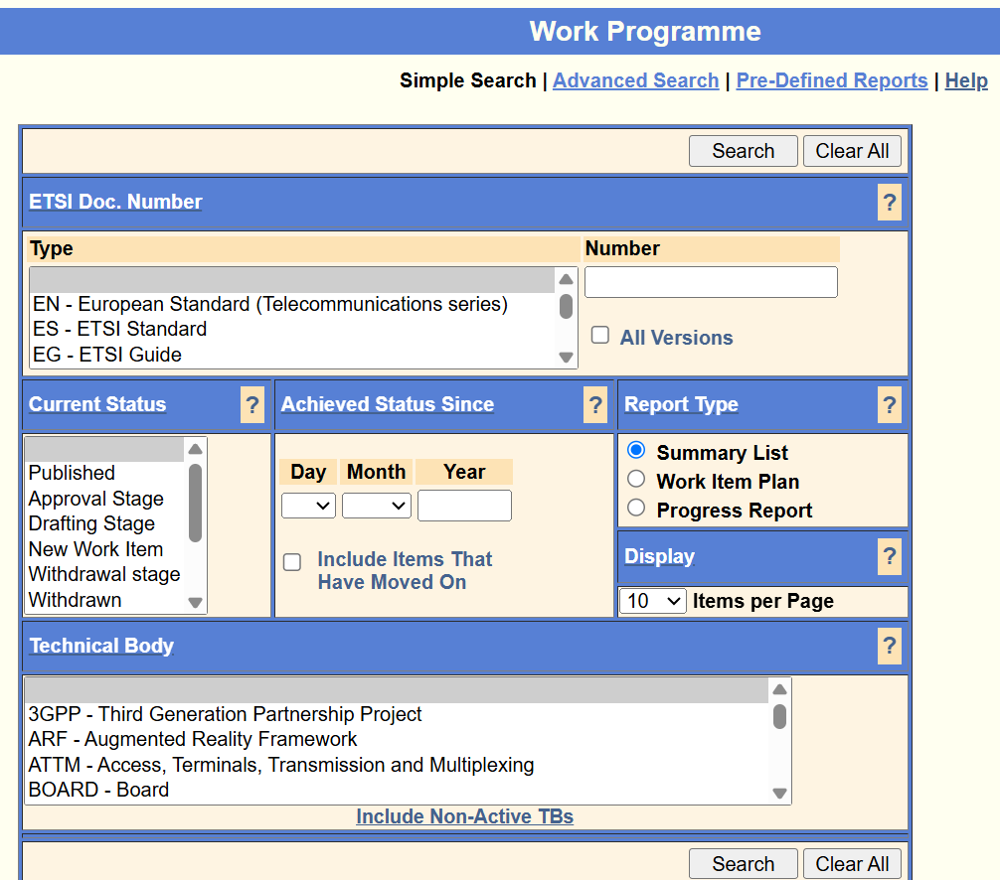 Work Programme
Simple Search | Advanced Search | Pre-Defined Reports | Help
Search Clear All
ETSI Doc. Number ?
Type Number
EN - European Standard (Telecommunications series)
ES - ETSI Standard
EG - ETSI Guide
All Versions
Current Status ? Achieved Status Since ? Report Type ?
Published
Approval Stage
Drafting Stage
New Work Item
Withdrawal stage
Withdrawn
Day Month Year
Include Items That
Have Moved On
Summary List
Work Item Plan
Progress Report
Display ?
10 Items per Page
Technical Body ?
3GPP - Third Generation Partnership Project
ARF - Augmented Reality Framework
ATTM - Access, Terminals, Transmission and Multiplexing
BOARD - Board
Include Non-Active TBs
Search Clear All